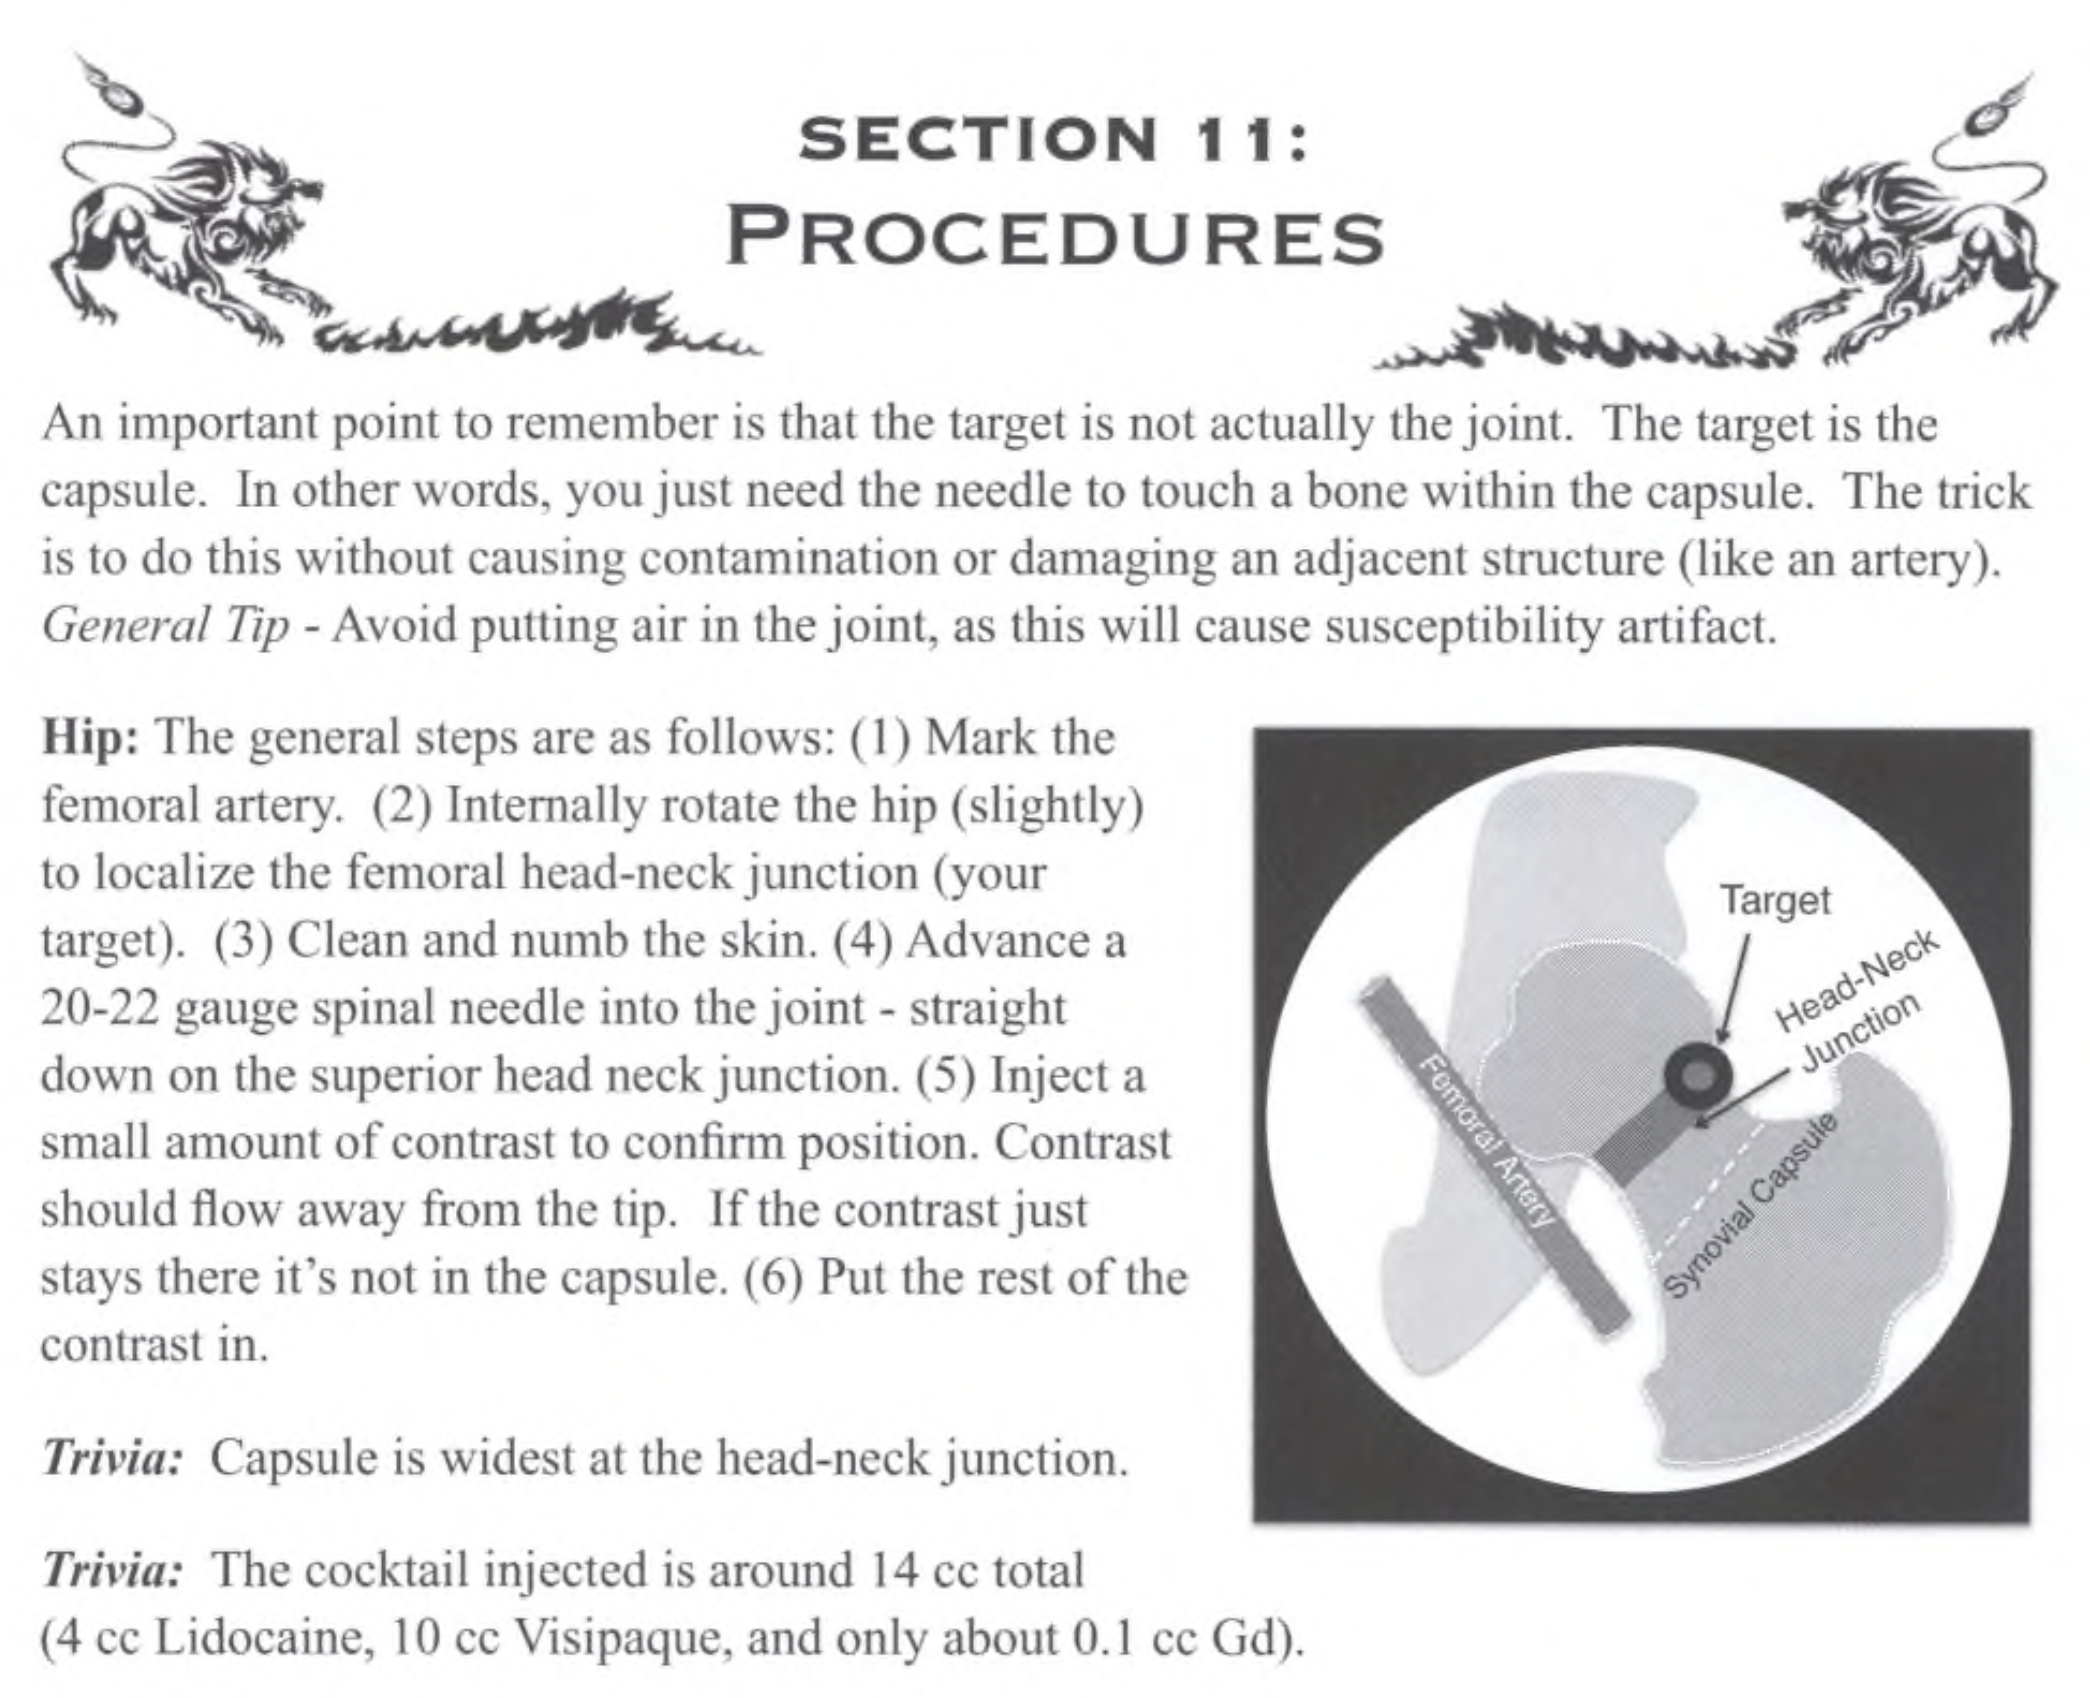 SECTION 11:
PROCEDURES
An important point to remember is that the target is not actually the joint. The target is the
capsule. In other words, you just need the needle to touch a bone within the capsule. The trick
is to do this without causing contamination or damaging an adjacent structure (like an artery).
General Tip - Avoid putting air in the joint, as this will cause susceptibility artifact.
Hip: The general steps are as follows: (1) Mark the
femoral artery. (2) Internally rotate the hip (slightly)
to localize the femoral head-neck junction (your
target). (3) Clean and numb the skin. (4) Advance a
20-22 gauge spinal needle into the joint - straight
down on the superior head neck junction. (5) Inject a
small amount of contrast to confirm position. Contrast
should flow away from the tip. If the contrast just
stays there it's not in the capsule. (6) Put the rest of the
contrast in.
Target
Head-Neck
Junction
Femoral Artery
Synovial Capsule
Trivia: Capsule is widest at the head-neck junction.
Trivia: The cocktail injected is around 14 cc total
(4 cc Lidocaine, 10 cc Visipaque, and only about 0.1 cc Gd).